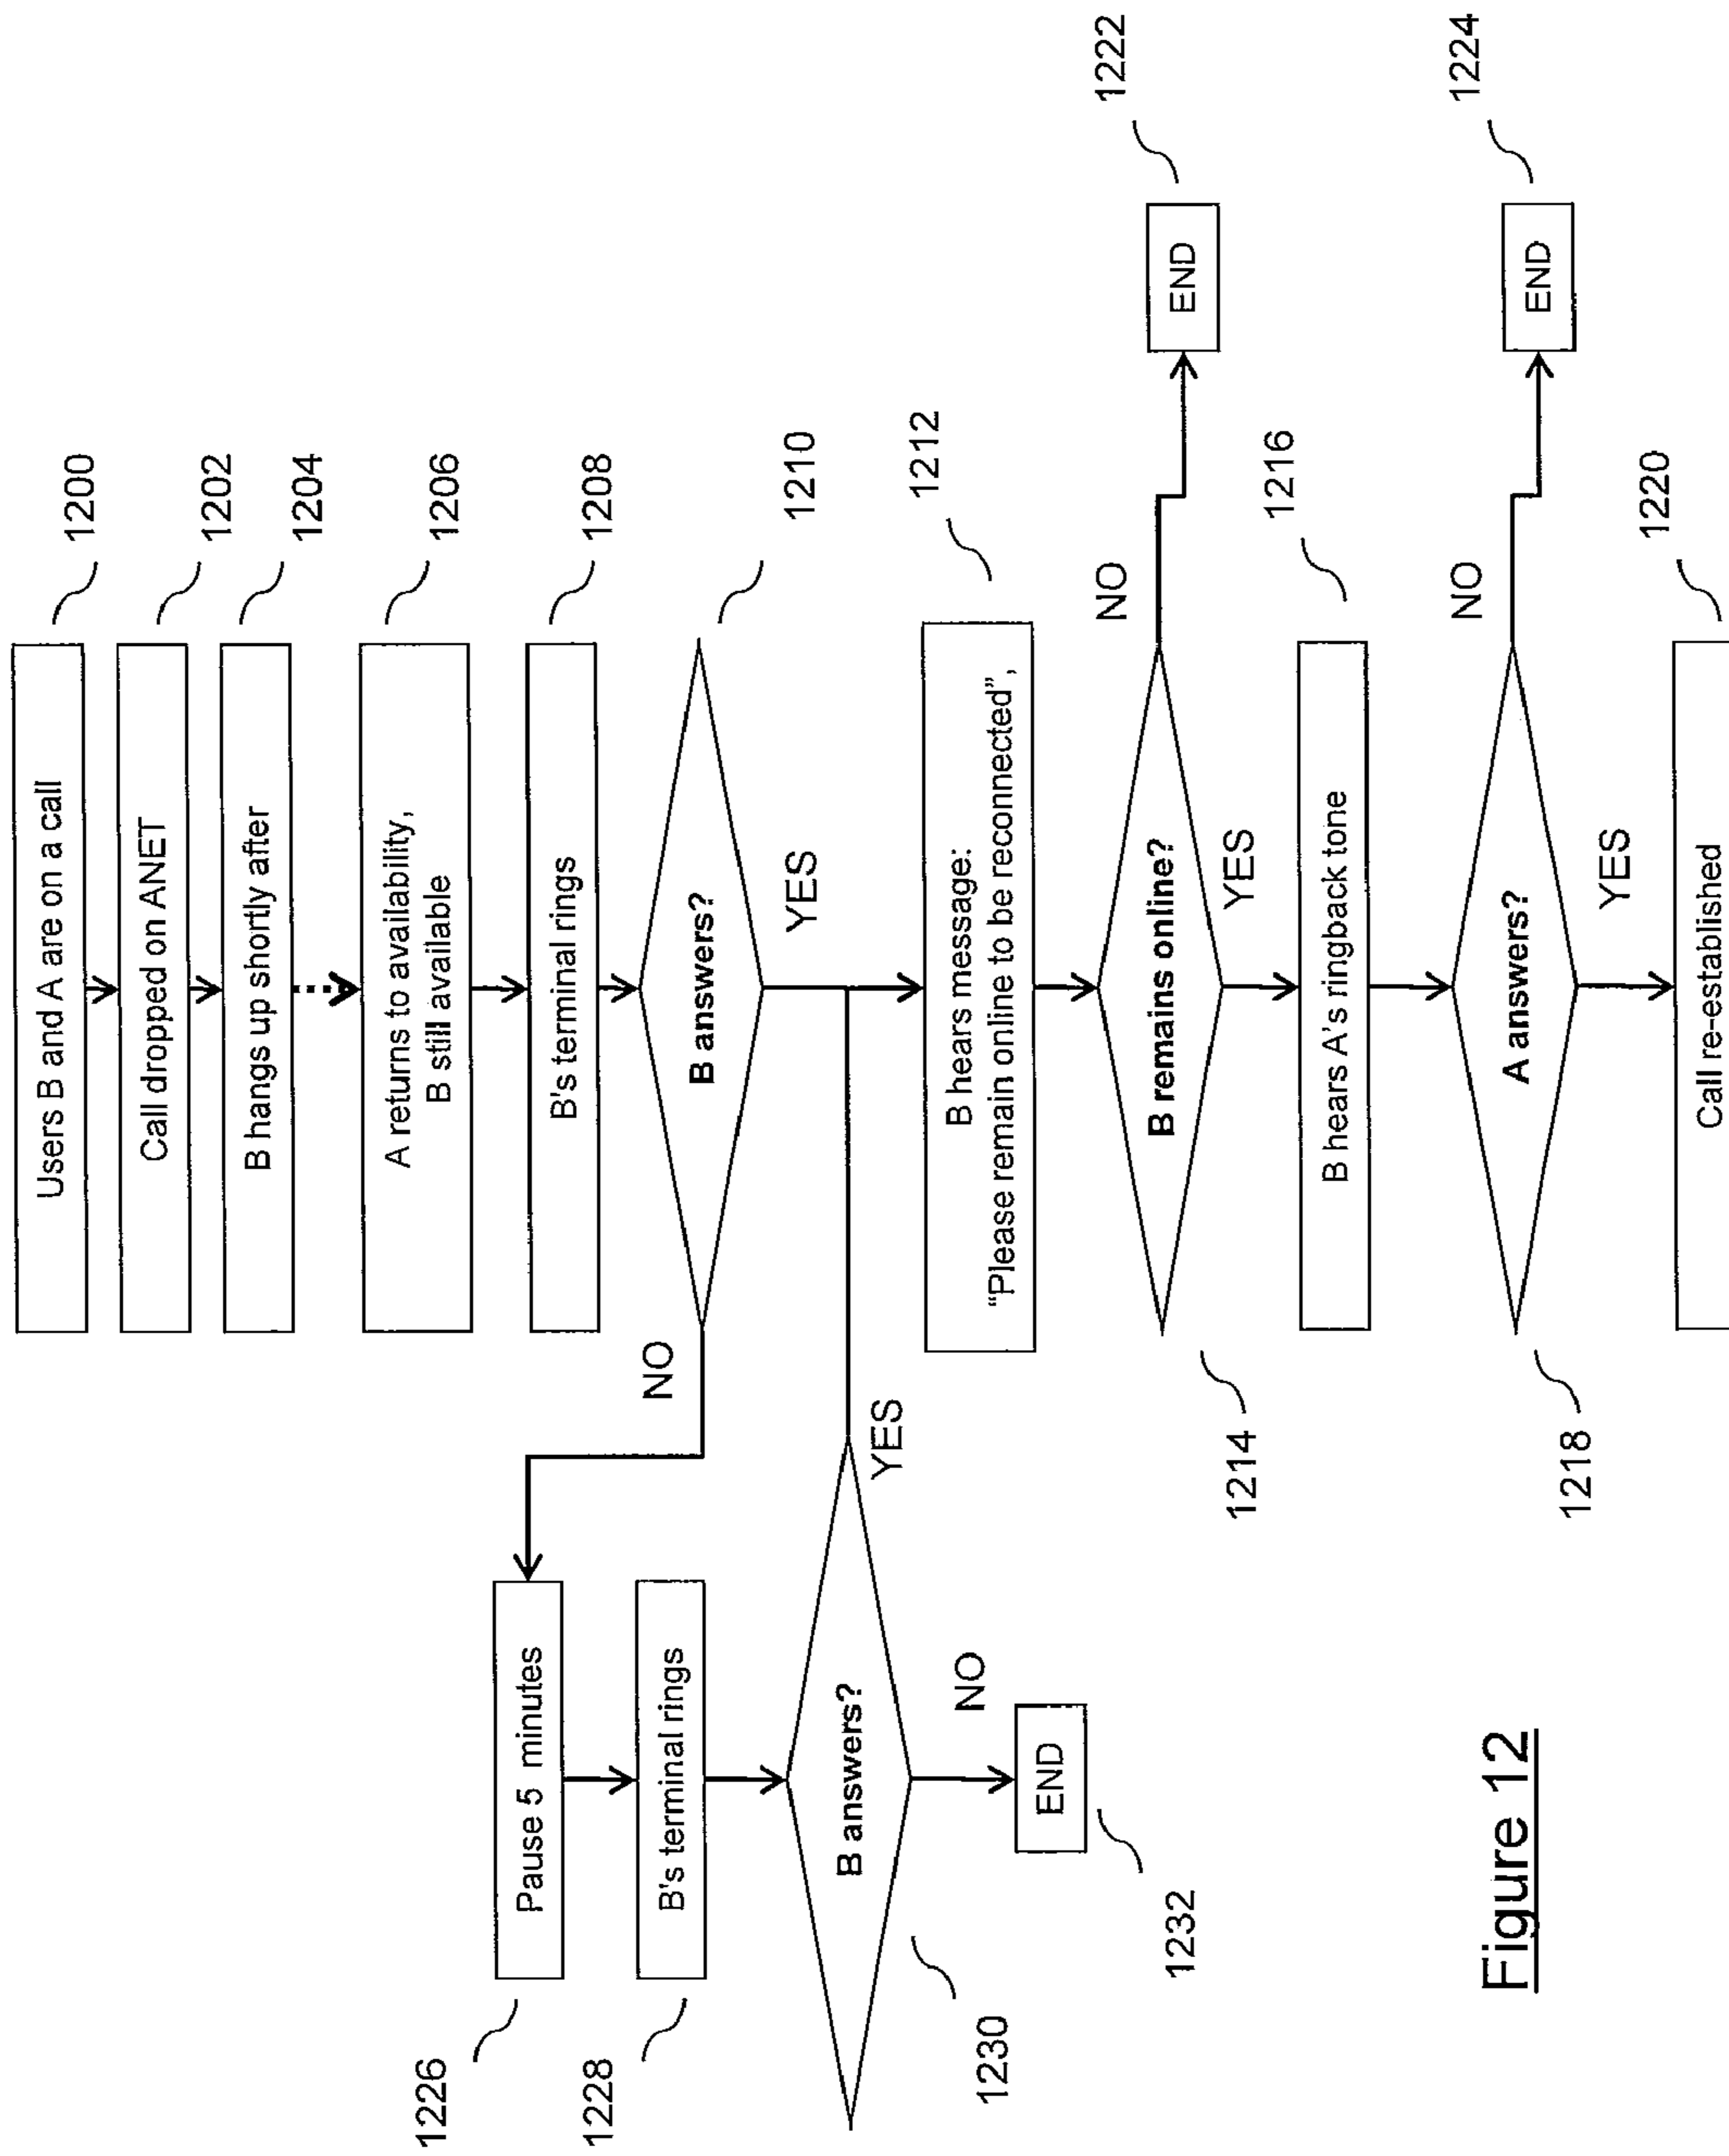 Users B and A are on a call
1200
Call dropped on ANET
1202
B hangs up shortly after
1204
A returns to availability,
B still available
1206
B's terminal rings
1208
B answers?
1210
NO
YES
Pause 5 minutes
1226
B's terminal rings
1228
B answers?
1230
YES
NO
END
1232
B hears message:
"Please remain online to be reconnected",
1212
B remains online?
1214
NO
END
1222
YES
B hears A's ringback tone
1216
A answers?
1218
NO
END
1224
YES
Call re-established
1220
Figure 12